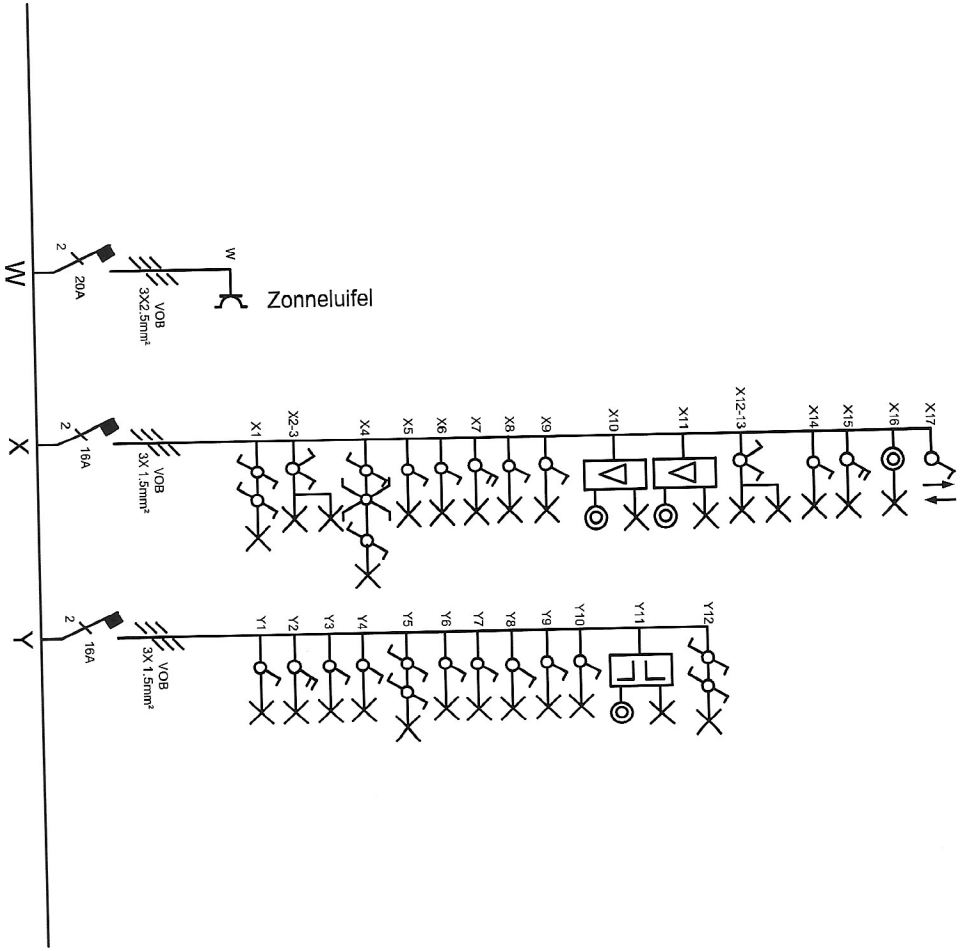 W
2
20A
VOB
3X2.5mm²
W
Zonneluifel
X
2
16A
VOB
3X 1.5mm²
X1
X2-3
X4
X5
X6
X7
X8
X9
X10
X11
X12-13
X14
X15
X16
X17
Y
2
16A
VOB
3X 1.5mm²
Y1
Y2
Y3
Y4
Y5
Y6
Y7
Y8
Y9
Y10
Y11
Y12